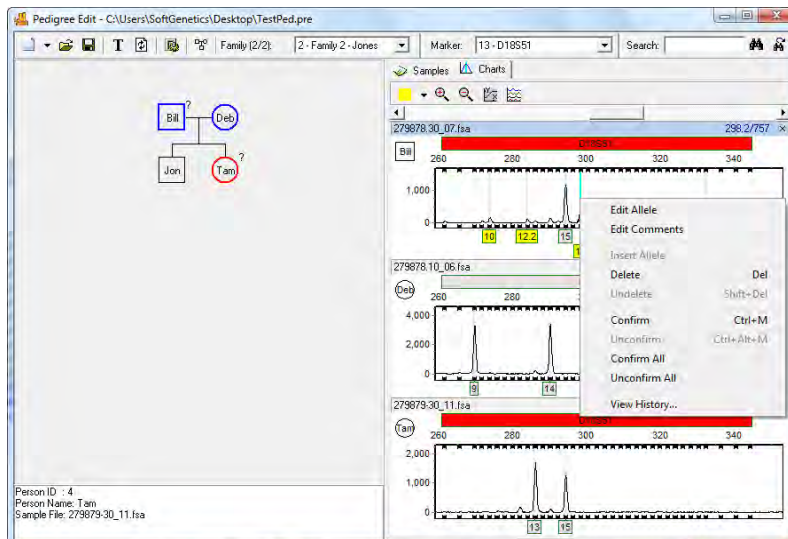 Pedigree Edit - C:\Users\SoftGenetics\Desktop\TestPed.pre
T Family (2/2): 2 - Family 2 - Jones Marker: 13 - D18S51 Search:
Samples Charts
Bill ? Deb
Jon Tam ?
279878.30_07.fsa 298.2/757 ×
Bill
D18S51
260 280 300 320 340
1,000
0
10 12.2 15
279878.10_06.fsa
Deb
260 280
4,000
2,000
0
9 14
279879-30_11.fsa
Tam
D18S51
260 280 300 320 340
2,000
1,000
0
13 15
Edit Allele
Edit Comments
Insert Allele
Delete Del
Undelete Shift+Del
Confirm Ctrl+M
Unconfirm Ctrl+Alt+M
Confirm All
Unconfirm All
View History...
Person ID : 4
Person Name: Tam
Sample File: 279879-30_11.fsa